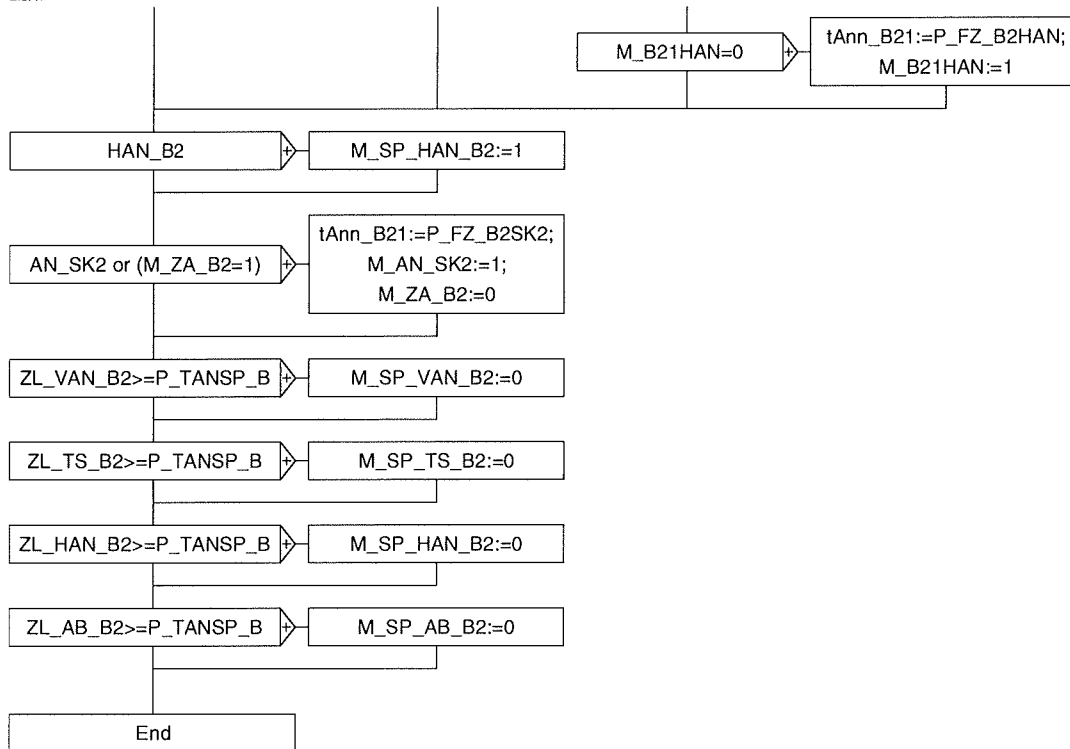 M_B21HAN=0
+
tAnn_B21:=P_FZ_B2HAN;
M_B21HAN:=1
HAN_B2
+
M_SP_HAN_B2:=1
AN_SK2 or (M_ZA_B2=1)
+
tAnn_B21:=P_FZ_B2SK2;
M_AN_SK2:=1;
M_ZA_B2:=0
ZL_VAN_B2>=P_TANSP_B
+
M_SP_VAN_B2:=0
ZL_TS_B2>=P_TANSP_B
+
M_SP_TS_B2:=0
ZL_HAN_B2>=P_TANSP_B
+
M_SP_HAN_B2:=0
ZL_AB_B2>=P_TANSP_B
+
M_SP_AB_B2:=0
End